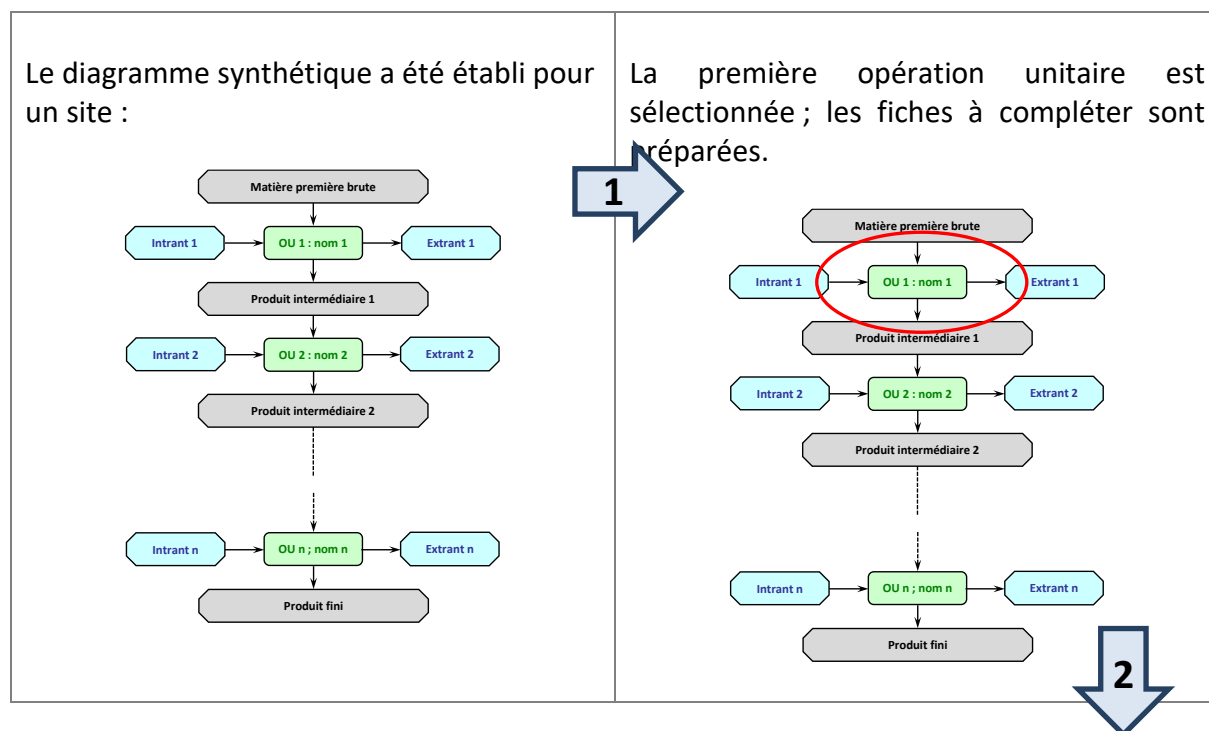 Le diagramme synthétique a été établi pour
un site :
Matière première brute
Intrant 1
OU 1 : nom 1
Extrant 1
Produit intermédiaire 1
Intrant 2
OU 2 : nom 2
Extrant 2
Produit intermédiaire 2
Intrant n
OU n ; nom n
Extrant n
Produit fini
1
La première opération unitaire est
sélectionnée ; les fiches à compléter sont
préparées.
Matière première brute
Intrant 1
OU 1 : nom 1
Extrant 1
Produit intermédiaire 1
Intrant 2
OU 2 : nom 2
Extrant 2
Produit intermédiaire 2
Intrant n
OU n ; nom n
Extrant n
Produit fini
2